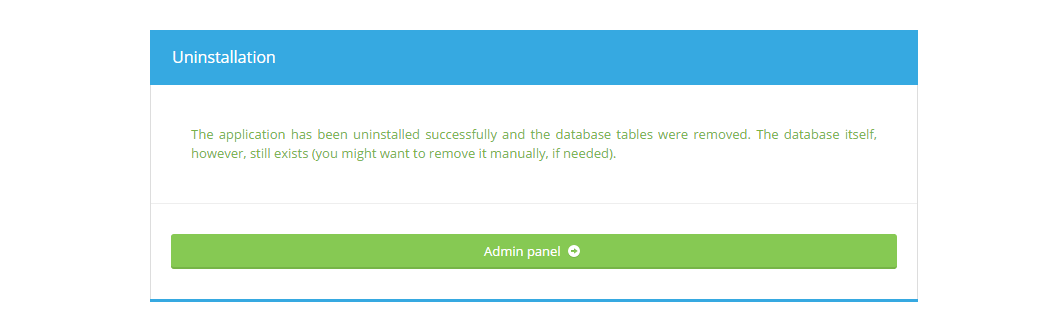 Uninstallation
The application has been uninstalled successfully and the database tables were removed. The database itself,
however, still exists (you might want to remove it manually, if needed).
Admin panel